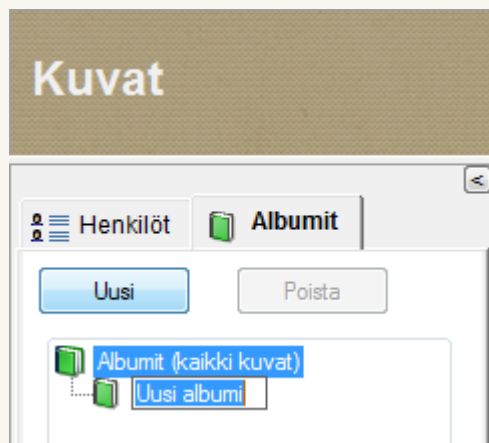 Kuvat
<
Henkilöt
Albumit
Uusi
Poista
Albumit (kaikki kuvat)
Uusi albumi